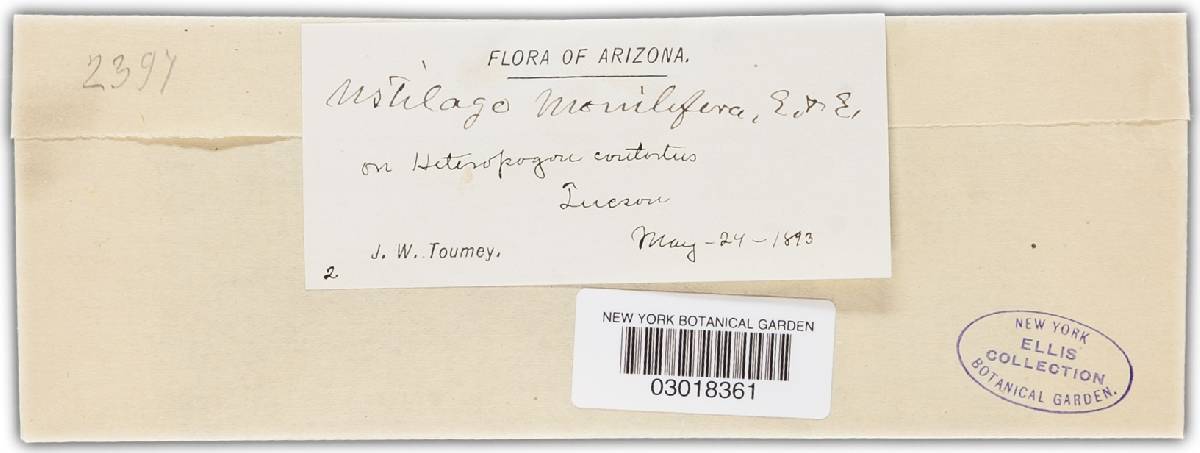 2397
FLORA OF ARIZONA.
Ustilago Monilifera, E. & E.
on Heteropogon contortus
Tucson
May - 24 - 1893
J. W. Toumey.
2
NEW YORK BOTANICAL GARDEN
03018361
NEW YORK
ELLIS
COLLECTION
BOTANICAL GARDEN.